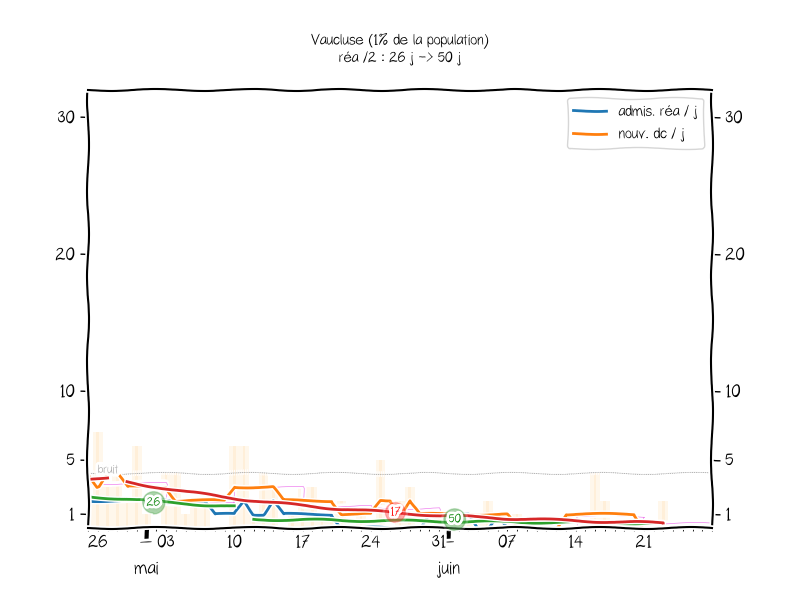 Vaucluse (1% de la population)
réa /2 : 26 j -> 50 j
admis. réa / j
nouv. dc / j
30
30
20
20
10
10
5
5
bruit
26
17
50
1
1
26 03 10 17 24 31 07 14 21
mai juin